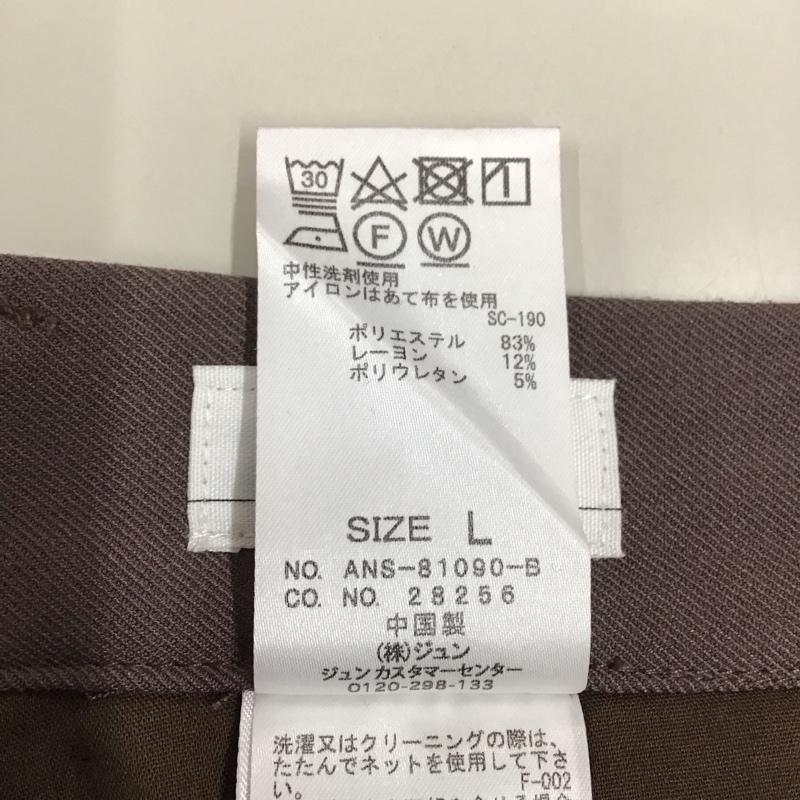 30
F W
中性洗剤使用
アイロンはあて布を使用
SC-190
ポリエステル 83%
レーヨン 12%
ポリウレタン 5%
SIZE L
NO. ANS-81090-B
CO. NO. 28256
中国製
(株)ジュン
ジュンカスタマーセンター
0120-298-133
洗濯又はクリーニングの際は、
たたんでネットを使用して下さ
い。 F-002